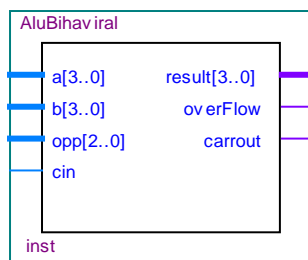 AluBihaviral
a[3..0] result[3..0]
b[3..0] overFlow
opp[2..0] carrout
cin
inst